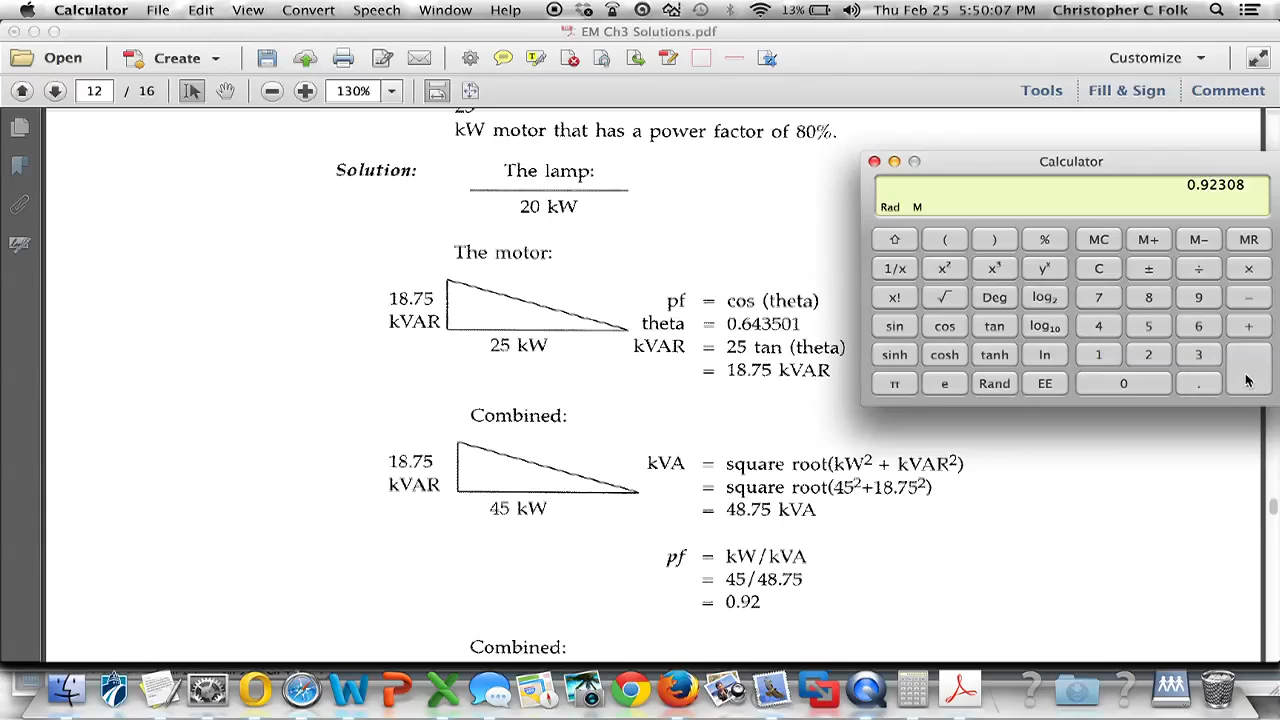 Calculator File Edit View Convert Speech Window Help 13% Thu Feb 25 5:50:07 PM Christopher C Folk
EM Ch3 Solutions.pdf
Open Create Customize
12 / 16 130% Tools Fill & Sign Comment
kW motor that has a power factor of 80%.
Solution: The lamp:
20 kW
The motor:
18.75
kVAR
25 kW
pf = cos (theta)
theta = 0.643501
kVAR = 25 tan (theta)
= 18.75 kVAR
Combined:
18.75
kVAR
45 kW
kVA = square root(kW² + kVAR²)
= square root(45²+18.75²)
= 48.75 kVA
pf = kW/kVA
= 45/48.75
= 0.92
Combined:
Calculator
0.92308
Rad M
⇧ ( ) % MC M+ M− MR
1/x x² x³ yˣ C ± ÷ ×
x! √ Deg log₂ 7 8 9 −
sin cos tan log₁₀ 4 5 6 +
sinh cosh tanh ln 1 2 3
π e Rand EE 0 .